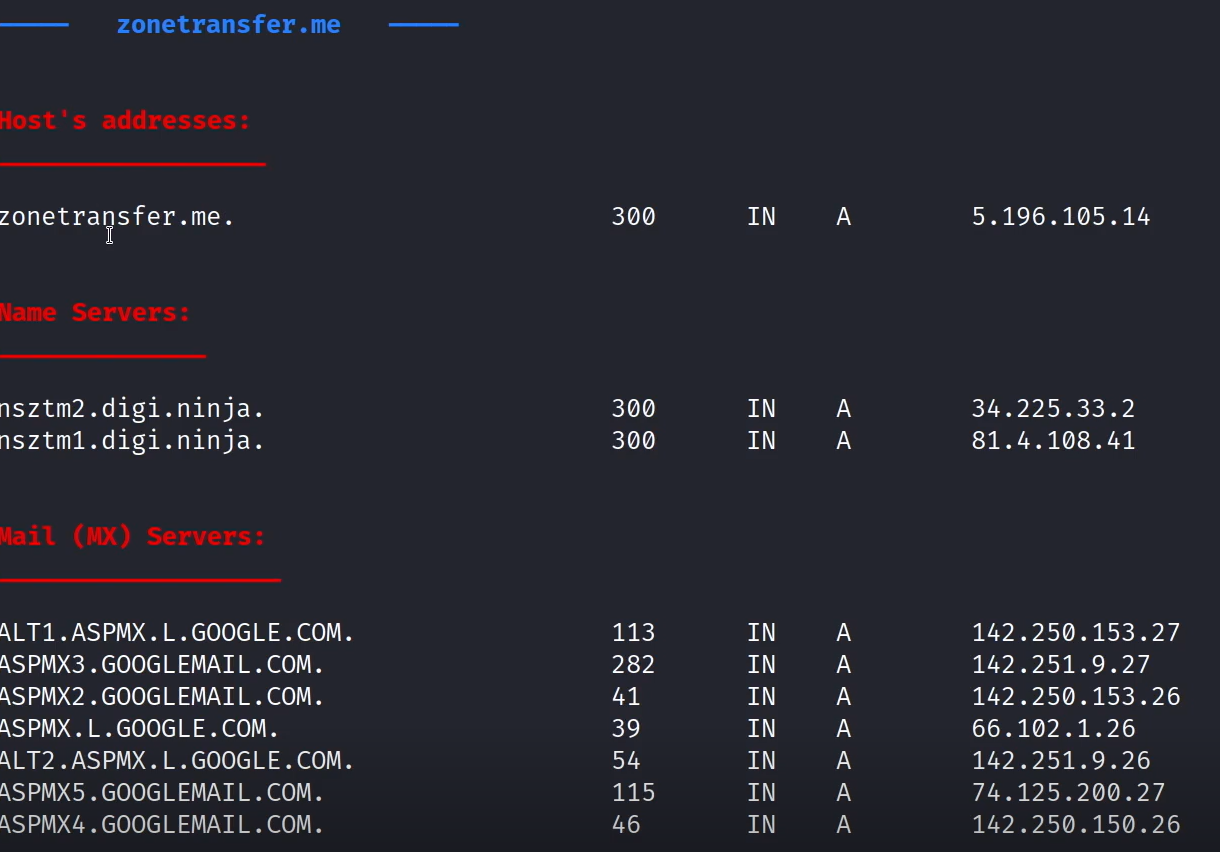 zonetransfer.me
Host's addresses:
zonetransfer.me. 300 IN A 5.196.105.14
Name Servers:
nsztm2.digi.ninja. 300 IN A 34.225.33.2
nsztm1.digi.ninja. 300 IN A 81.4.108.41
Mail (MX) Servers:
ALT1.ASPMX.L.GOOGLE.COM. 113 IN A 142.250.153.27
ASPMX3.GOOGLEMAIL.COM. 282 IN A 142.251.9.27
ASPMX2.GOOGLEMAIL.COM. 41 IN A 142.250.153.26
ASPMX.L.GOOGLE.COM. 39 IN A 66.102.1.26
ALT2.ASPMX.L.GOOGLE.COM. 54 IN A 142.251.9.26
ASPMX5.GOOGLEMAIL.COM. 115 IN A 74.125.200.27
ASPMX4.GOOGLEMAIL.COM. 46 IN A 142.250.150.26